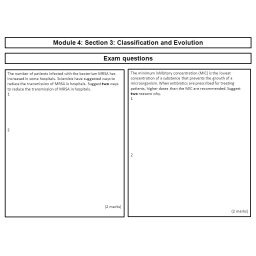 Module 4: Section 3: Classification and Evolution
Exam questions
The number of patients infected with the bacterium MRSA has
increased in some hospitals. Scientists have suggested ways to
reduce the transmission of MRSA in hospitals. Suggest two ways
to reduce the transmission of MRSA in hospitals.
1
2
(2 marks)
The minimum inhibitory concentration (MIC) is the lowest
concentration of a substance that prevents the growth of a
microorganism. When antibiotics are prescribed for treating
patients, higher doses than the MIC are recommended. Suggest
two reasons why.
1
2
(2 marks)